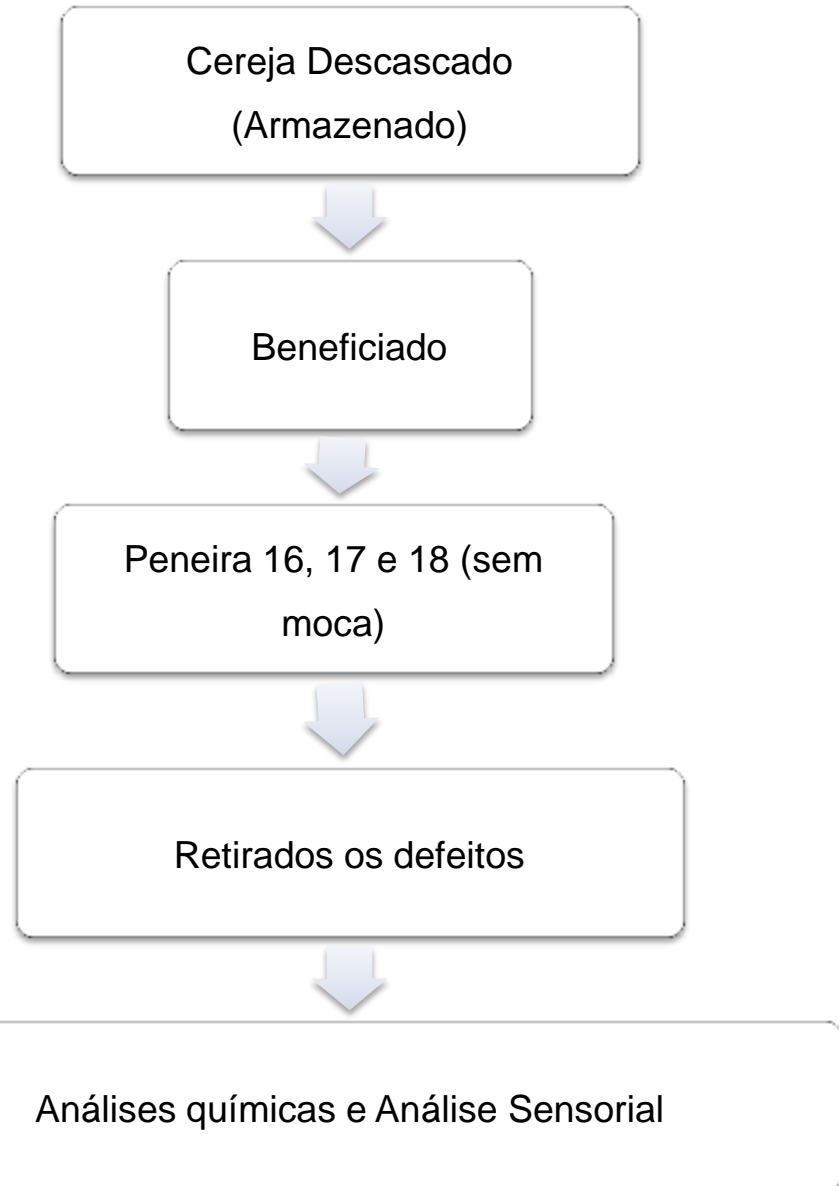 Cereja Descascado
(Armazenado)
Beneficiado
Peneira 16, 17 e 18 (sem
moca)
Retirados os defeitos
Análises químicas e Análise Sensorial